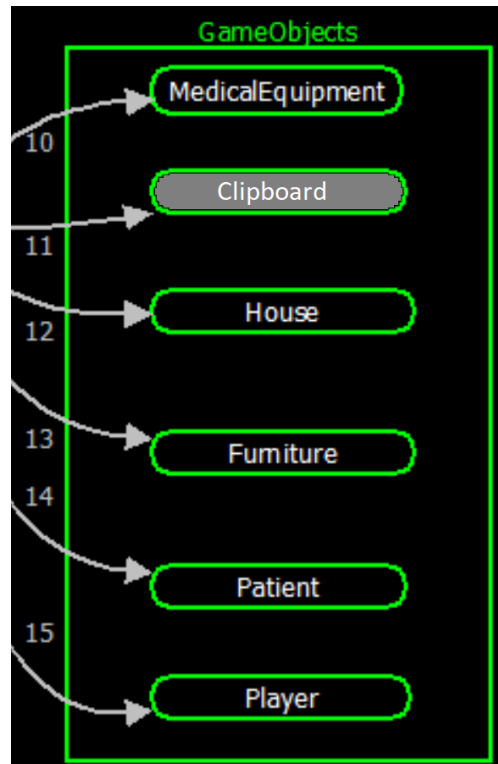 GameObjects
MedicalEquipment
10
Clipboard
11
House
12
13
Furniture
14
Patient
15
Player